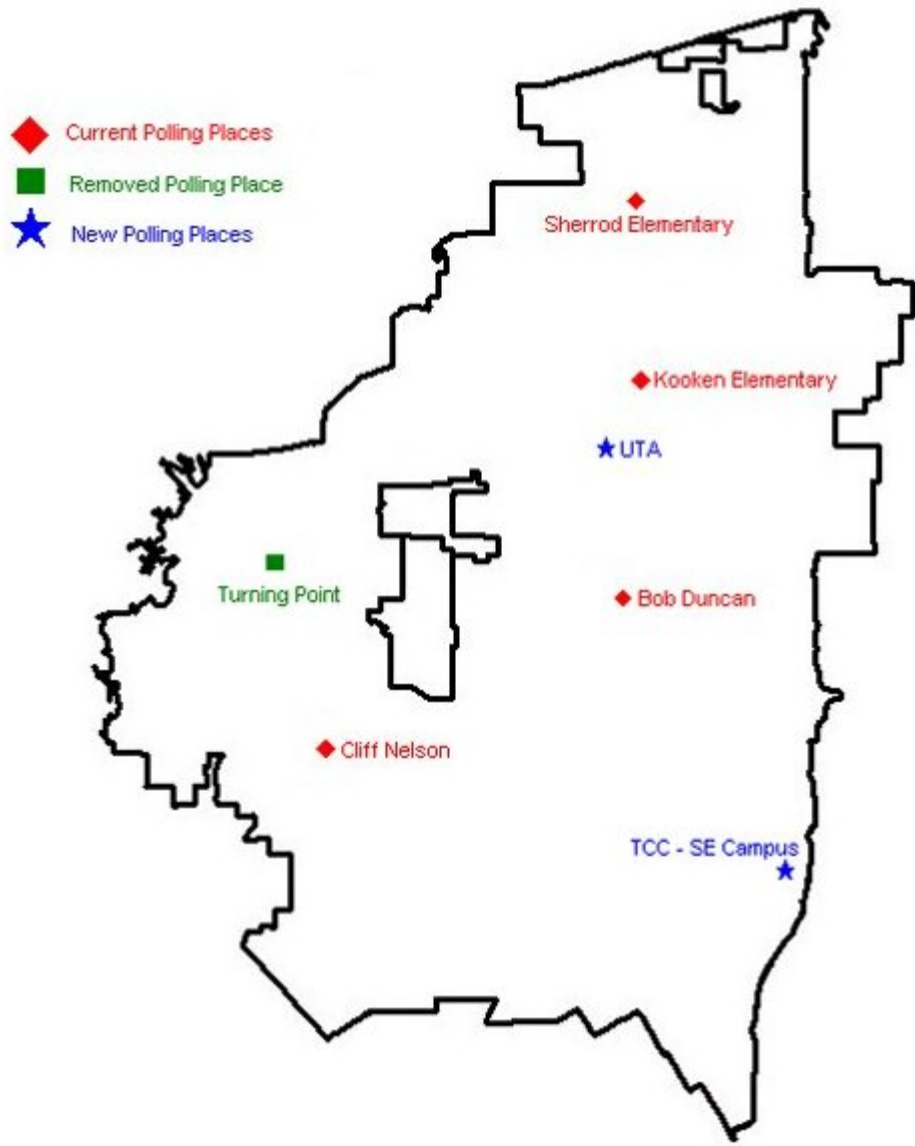 Current Polling Places
Removed Polling Place
New Polling Places
Sherrod Elementary
Kooken Elementary
UTA
Turning Point
Bob Duncan
Cliff Nelson
TCC - SE Campus